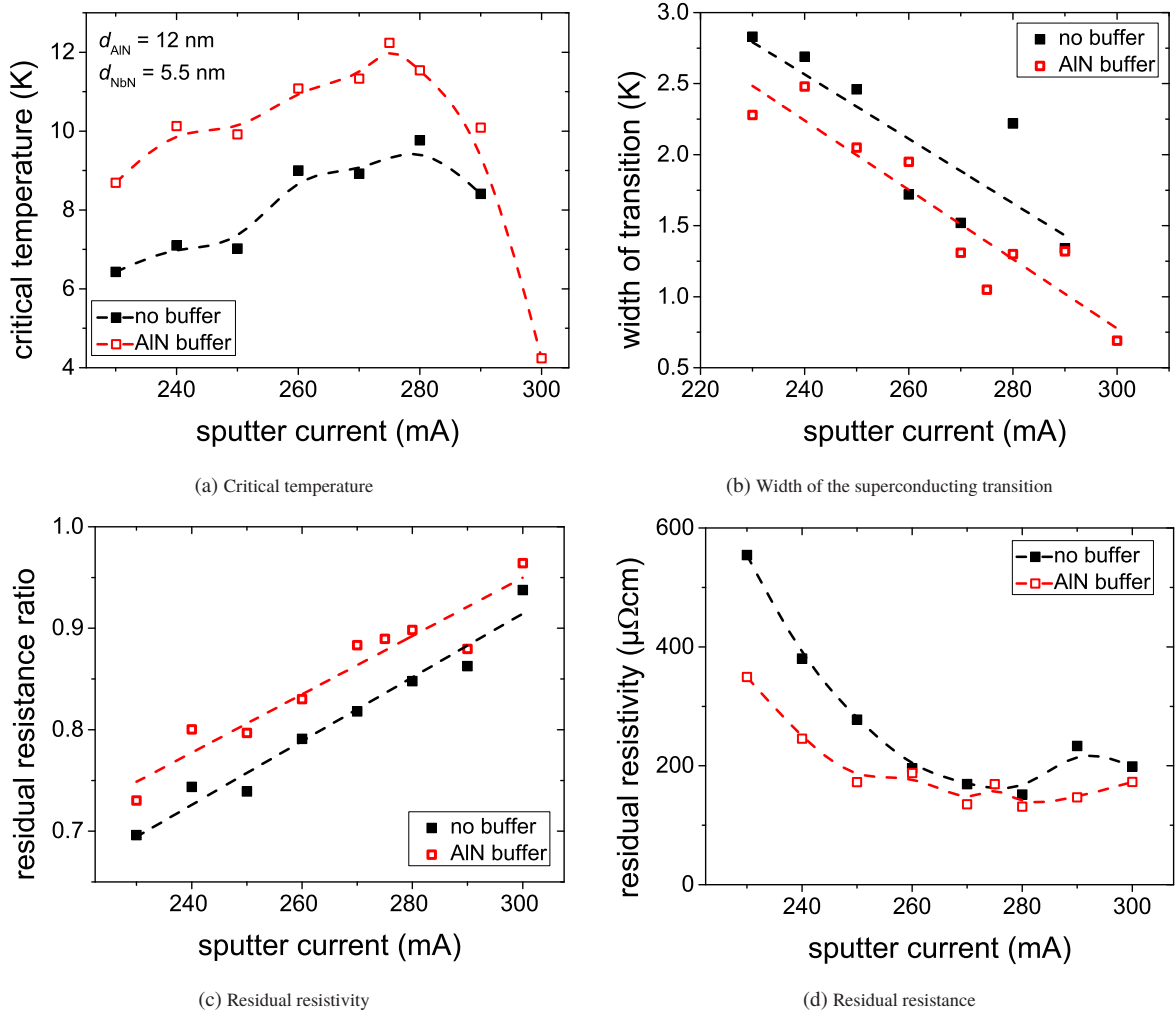 critical temperature (K)
12
10
8
6
4
d_AlN = 12 nm
d_NbN = 5.5 nm
no buffer
AlN buffer
240 260 280 300
sputter current (mA)
(a) Critical temperature
width of transition (K)
3.0
2.5
2.0
1.5
1.0
0.5
no buffer
AlN buffer
220 240 260 280 300
sputter current (mA)
(b) Width of the superconducting transition
residual resistance ratio
1.0
0.9
0.8
0.7
no buffer
AlN buffer
240 260 280 300
sputter current (mA)
(c) Residual resistivity
residual resistivity (µΩcm)
600
400
200
0
no buffer
AlN buffer
240 260 280 300
sputter current (mA)
(d) Residual resistance